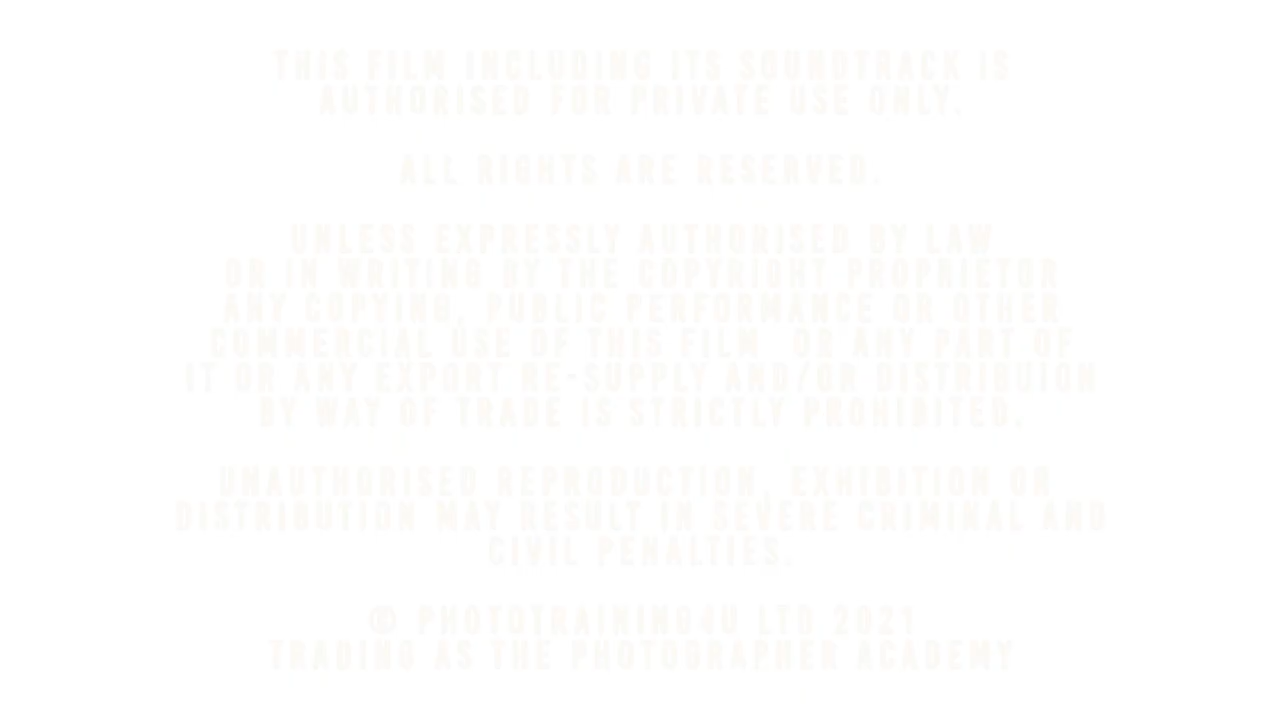 THIS FILM INCLUDING ITS SOUNDTRACK IS
AUTHORISED FOR PRIVATE USE ONLY.
ALL RIGHTS ARE RESERVED.
UNLESS EXPRESSLY AUTHORISED BY LAW
OR IN WRITING BY THE COPYRIGHT PROPRIETOR
ANY COPYING, PUBLIC PERFORMANCE OR OTHER
COMMERCIAL USE OF THIS FILM OR ANY PART OF
IT OR ANY EXPORT RE-SUPPLY AND/OR DISTRIBUION
BY WAY OF TRADE IS STRICTLY PROHIBITED.
UNAUTHORISED REPRODUCTION, EXHIBITION OR
DISTRIBUTION MAY RESULT IN SEVERE CRIMINAL AND
CIVIL PENALTIES.
© PHOTOTRAINING4U LTD 2021
TRADING AS THE PHOTOGRAPHER ACADEMY